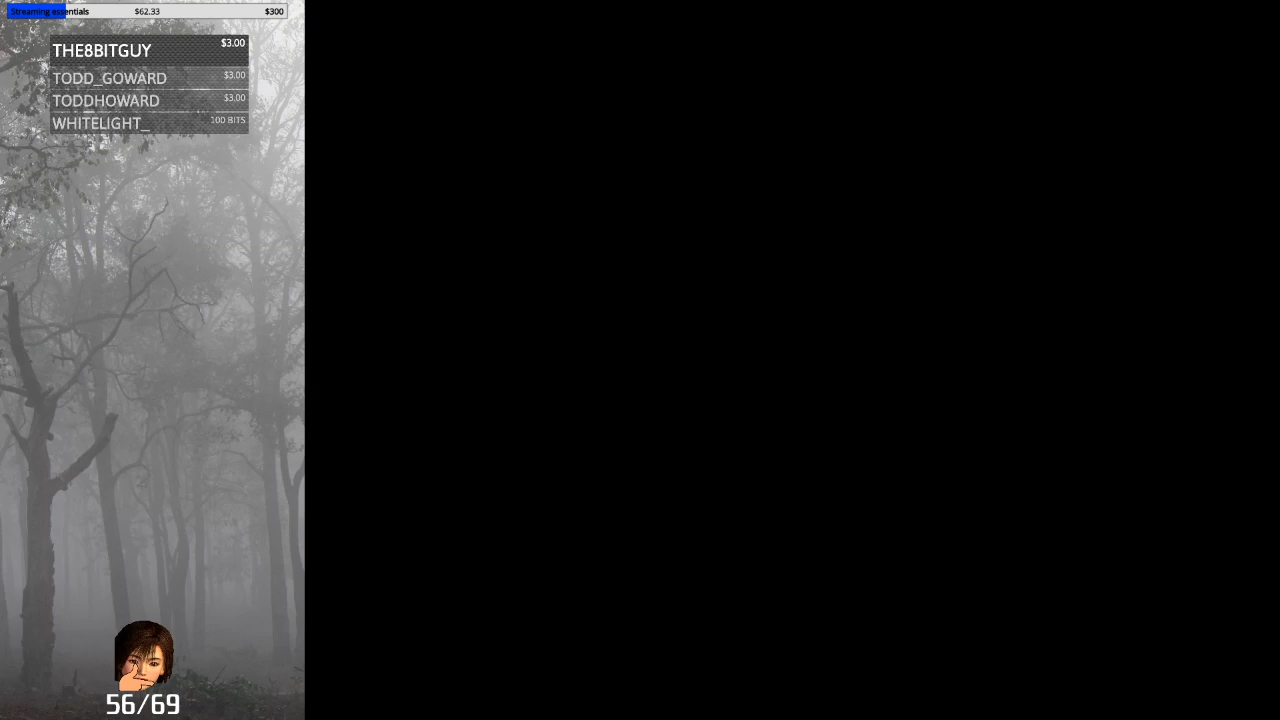 Streaming essentials $62.33 $300
THE8BITGUY $3.00
TODD_GOWARD $3.00
TODDHOWARD $3.00
WHITELIGHT_ 100 BITS
56/69